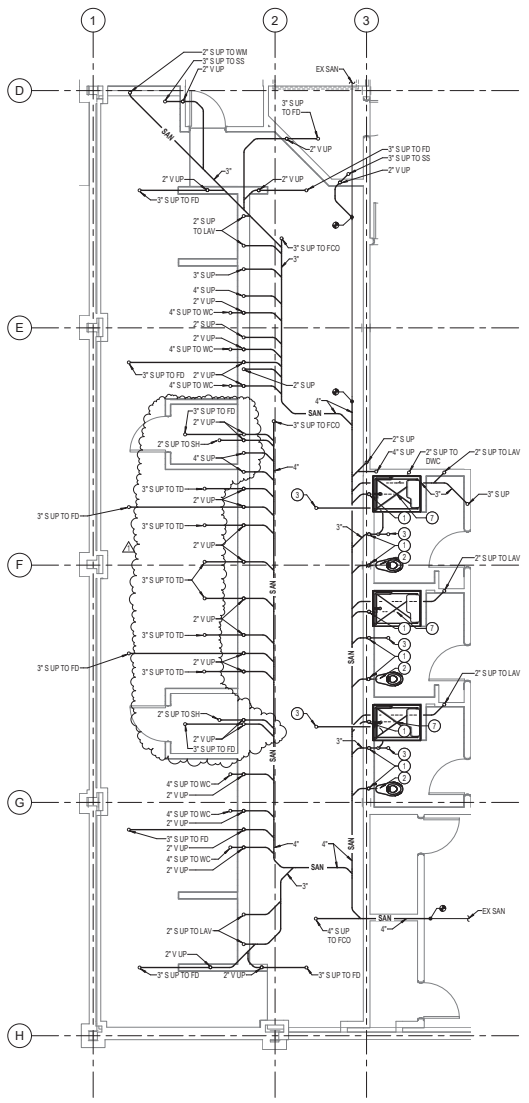 1
2
3
D
2" S UP TO WM
3" S UP TO SS
2" V UP
EX SAN
SAN
3" S UP
TO FD
2" V UP
3" S UP TO FD
3" S UP TO SS
2" V UP
3"
2" V UP
2" V UP
3" S UP TO FD
2" S UP
TO LAV
3" S UP TO FCO
3"
3" S UP
4" S UP
2" V UP
4" S UP TO WC
2" S UP
E
2" V UP
4" S UP TO WC
3" S UP TO FD
2" V UP
4" S UP TO WC
2" S UP
3" S UP TO FD
2" V UP
SAN
4"
3" S UP TO FCO
2" S UP TO SH
4" S UP
4"
2" S UP
4" S UP
2" S UP TO
DWC
2" S UP TO LAV
3" S UP TO TD
2" V UP
3
3"
3" S UP
3" S UP TO FD
1
7
3" S UP TO TD
3"
3
2" V UP
1
1
F
2
2" S UP TO LAV
3" S UP TO TD
SAN
2" V UP
1
7
3" S UP TO TD
3
SAN
2" V UP
1
3" S UP TO FD
3" S UP TO TD
2
2" S UP TO LAV
2" S UP TO SH
2" V UP
3" S UP TO FD
3
1
7
3"
3
SAN
1
4" S UP TO WC
2" V UP
2
G
4" S UP TO WC
2" V UP
3" S UP TO FD
2" V UP
4" S UP TO WC
2" V UP
4"
4"
SAN
3"
2" S UP TO LAV
SAN
EX SAN
4"
4" S UP
TO FCO
2" V UP
3" S UP TO FD
2" V UP
3" S UP TO FD
H